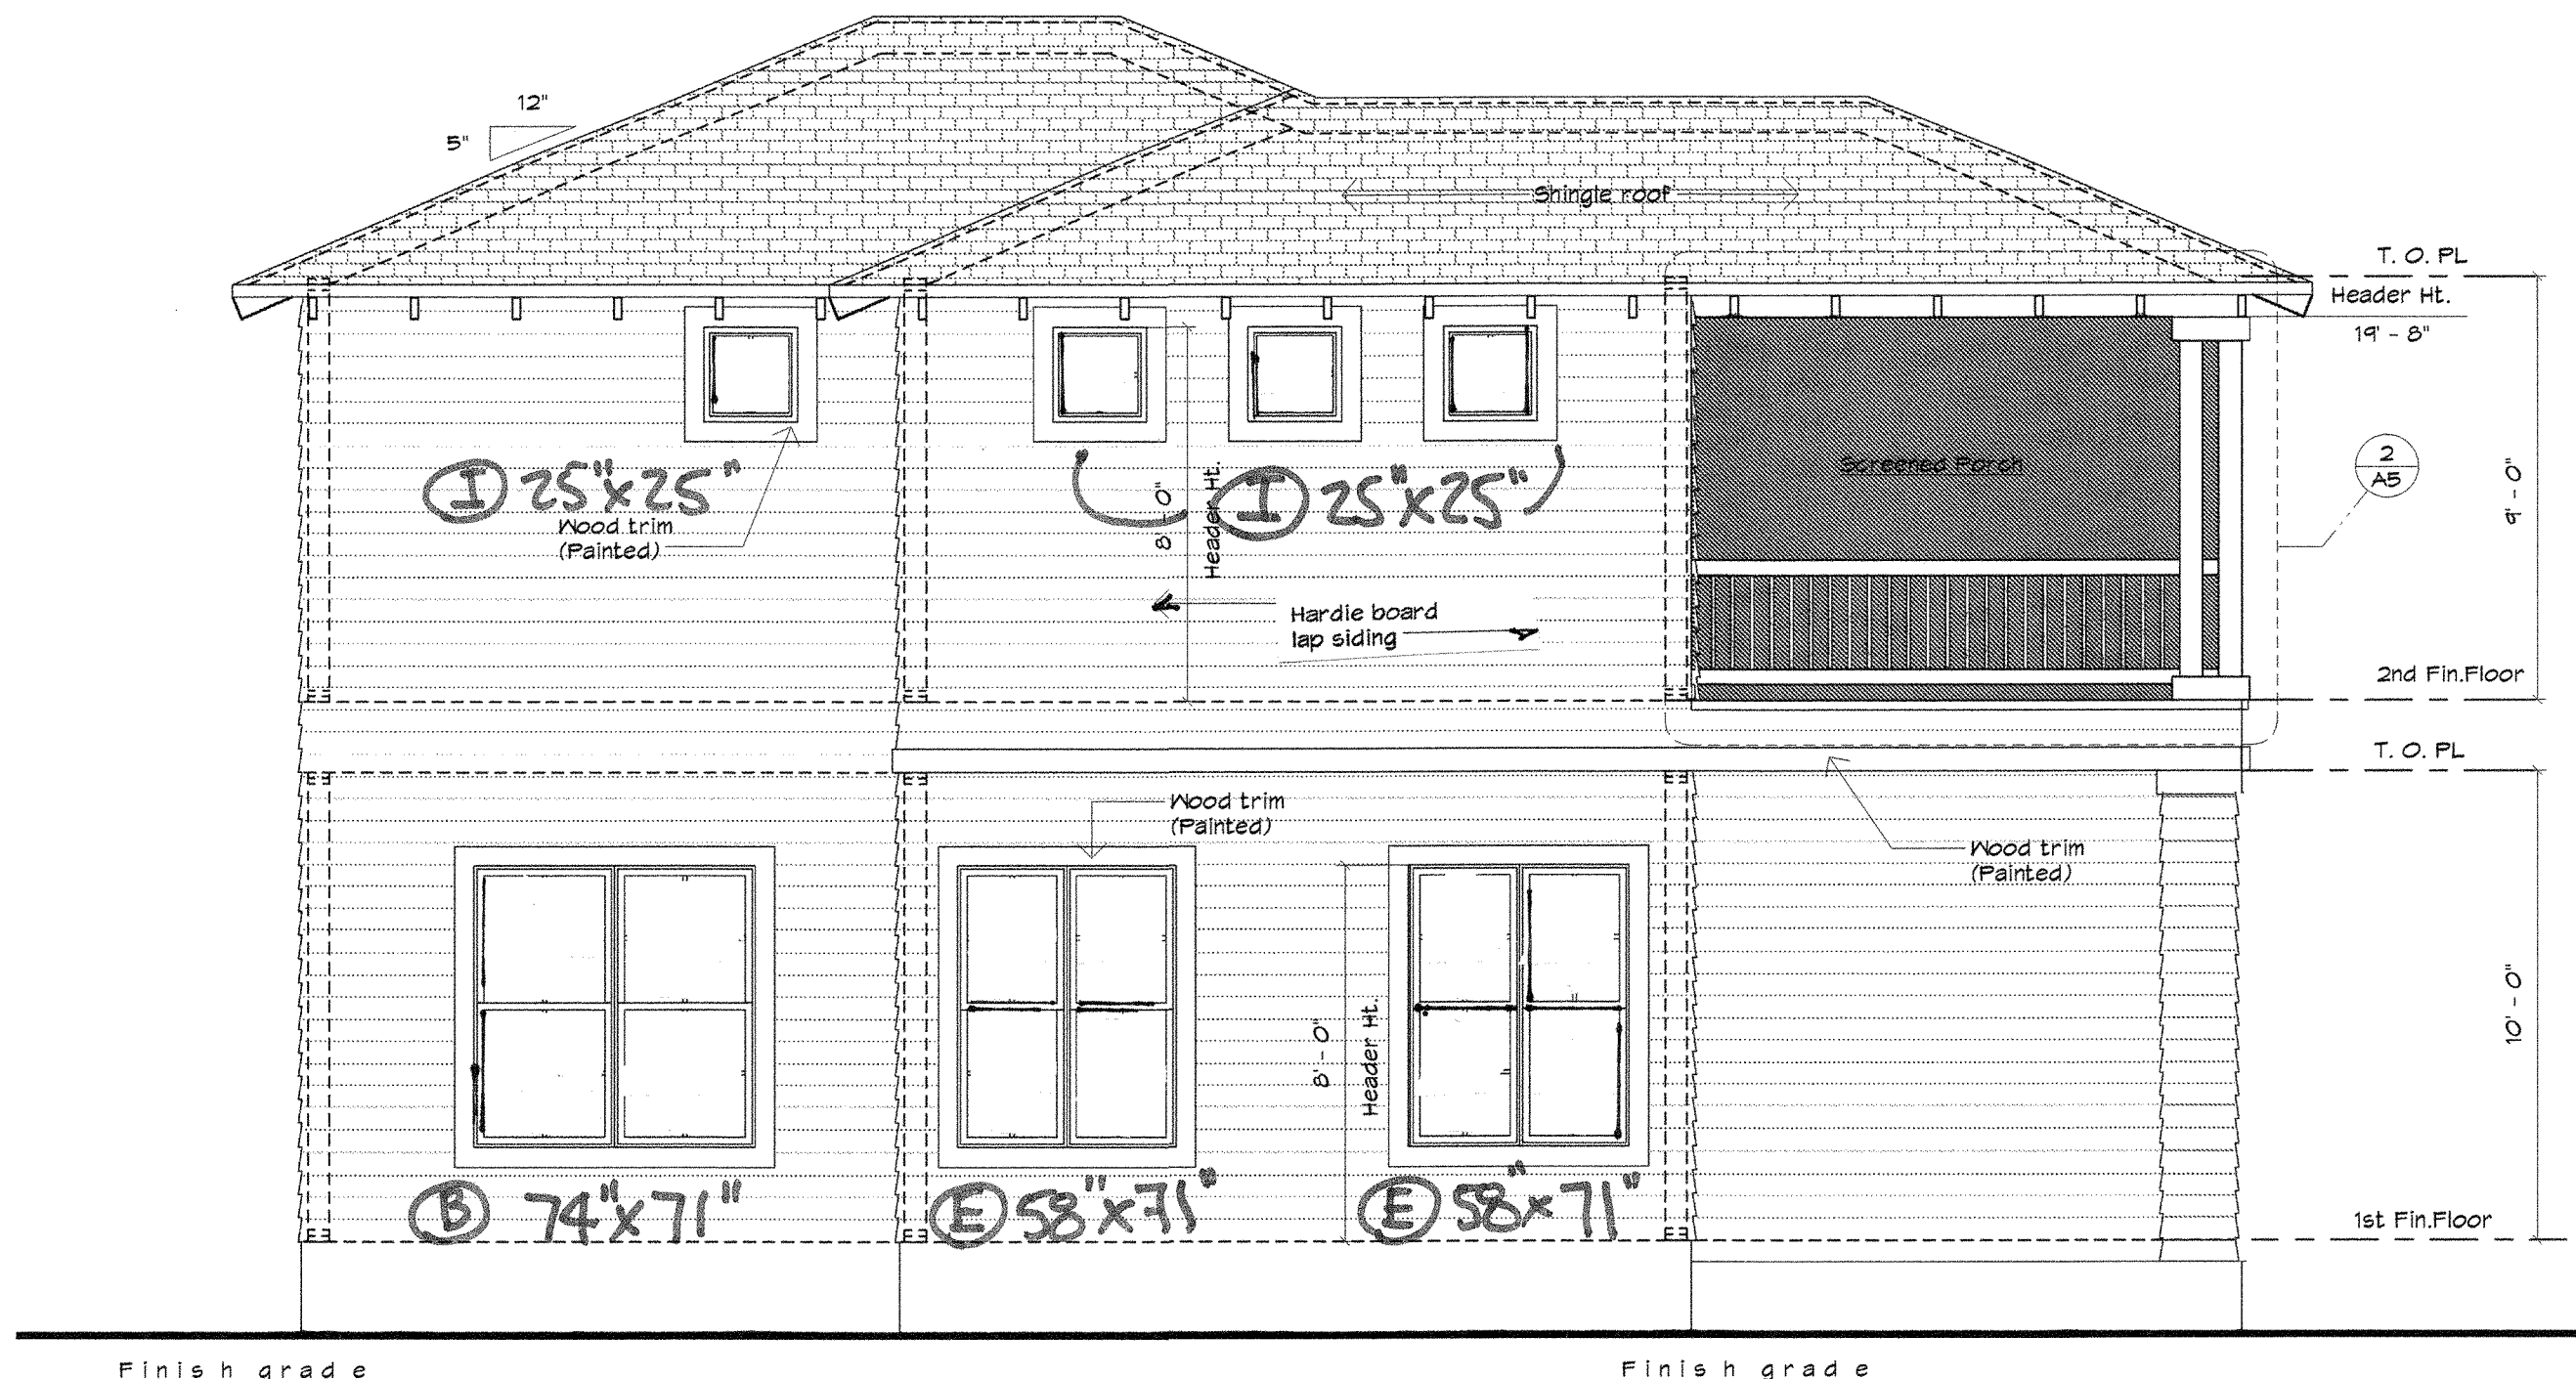 12"
5"
Shingle roof
T. O. PL
Header Ht.
19' - 8"
I 25"x25"
Wood trim
(Painted)
8' - 0"
Header Ht.
I 25"x25"
Screened Porch
2
A5
9' - 0"
Hardie board
lap siding
2nd Fin.Floor
T. O. PL
Wood trim
(Painted)
Wood trim
(Painted)
8' - 0"
Header Ht.
10' - 0"
B 74"x71"
E 58"x71"
E 58"x71"
1st Fin.Floor
Finish grade
Finish grade